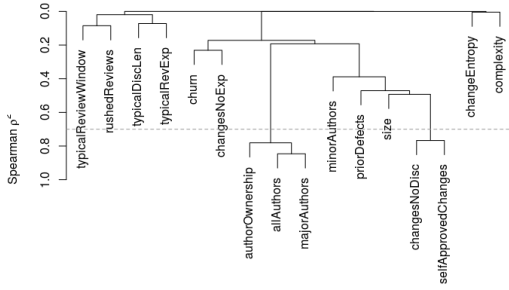 Spearman ρ²
0.0
0.2
0.4
0.6
0.8
1.0
typicalReviewWindow
rushedReviews
typicalDiscLen
typicalRevExp
churn
changesNoExp
authorOwnership
allAuthors
majorAuthors
minorAuthors
priorDefects
size
changesNoDisc
selfApprovedChanges
changeEntropy
complexity